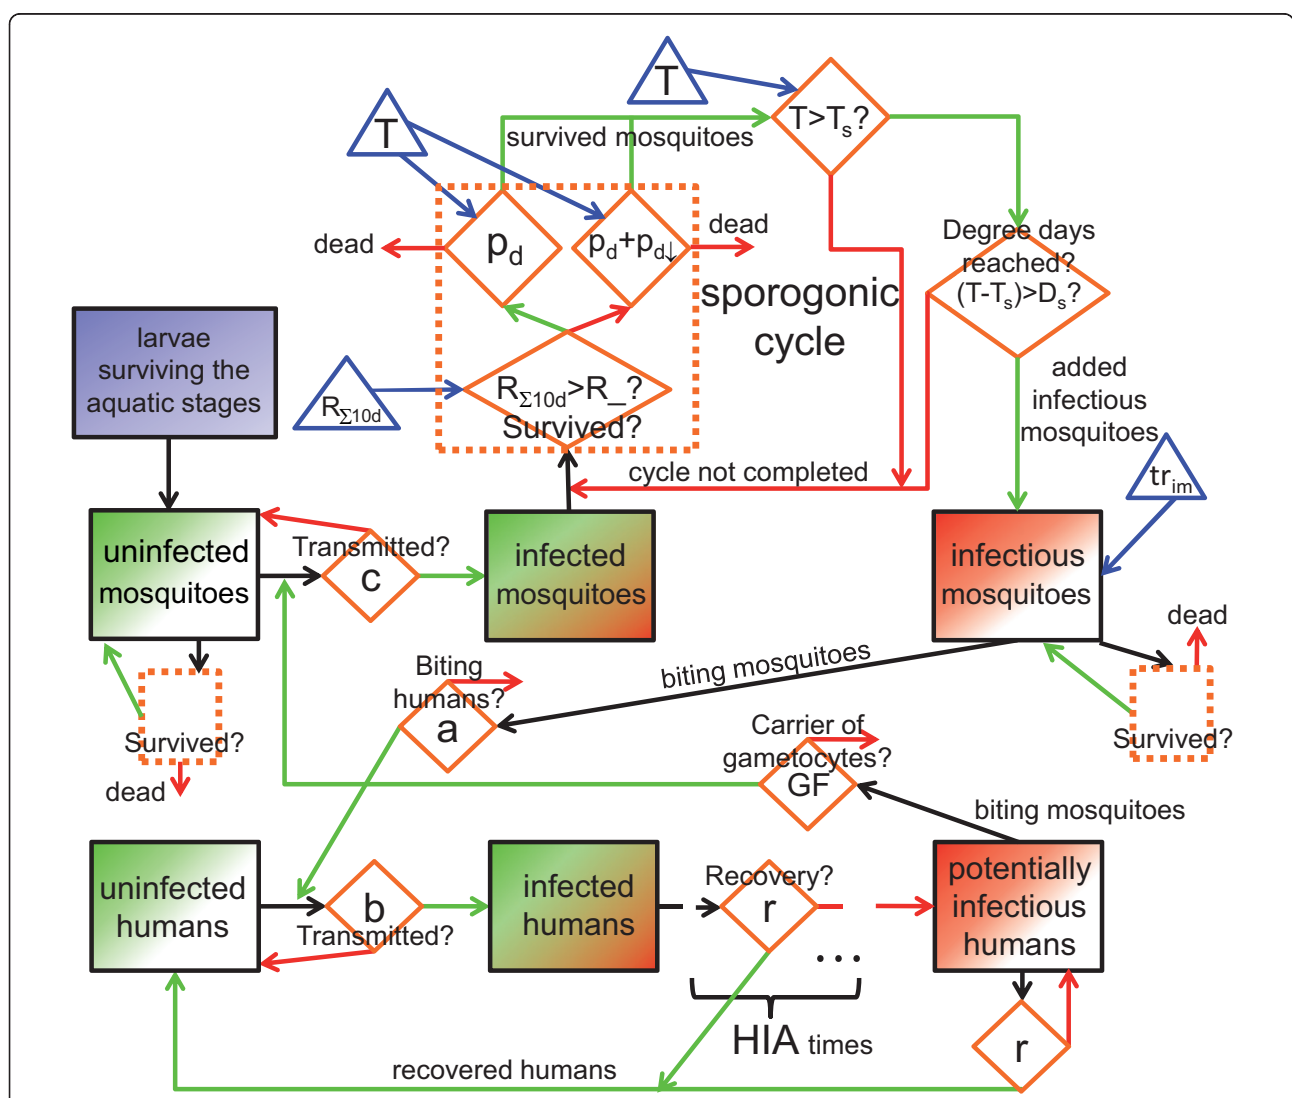 T
T
T>Ts?
survived mosquitoes
dead
pd
pd+pd↓
dead
Degree days
reached?
(T-Ts)>Ds?
sporogonic
cycle
larvae
surviving the
aquatic stages
RΣ10d
RΣ10d>R_?
Survived?
added
infectious
mosquitoes
cycle not completed
trim
uninfected
mosquitoes
Transmitted?
c
infected
mosquitoes
infectious
mosquitoes
dead
Survived?
dead
Biting
humans?
a
biting mosquitoes
Carrier of
gametocytes?
GF
Survived?
biting mosquitoes
uninfected
humans
b
Transmitted?
infected
humans
Recovery?
r
...
potentially
infectious
humans
HIA times
r
recovered humans